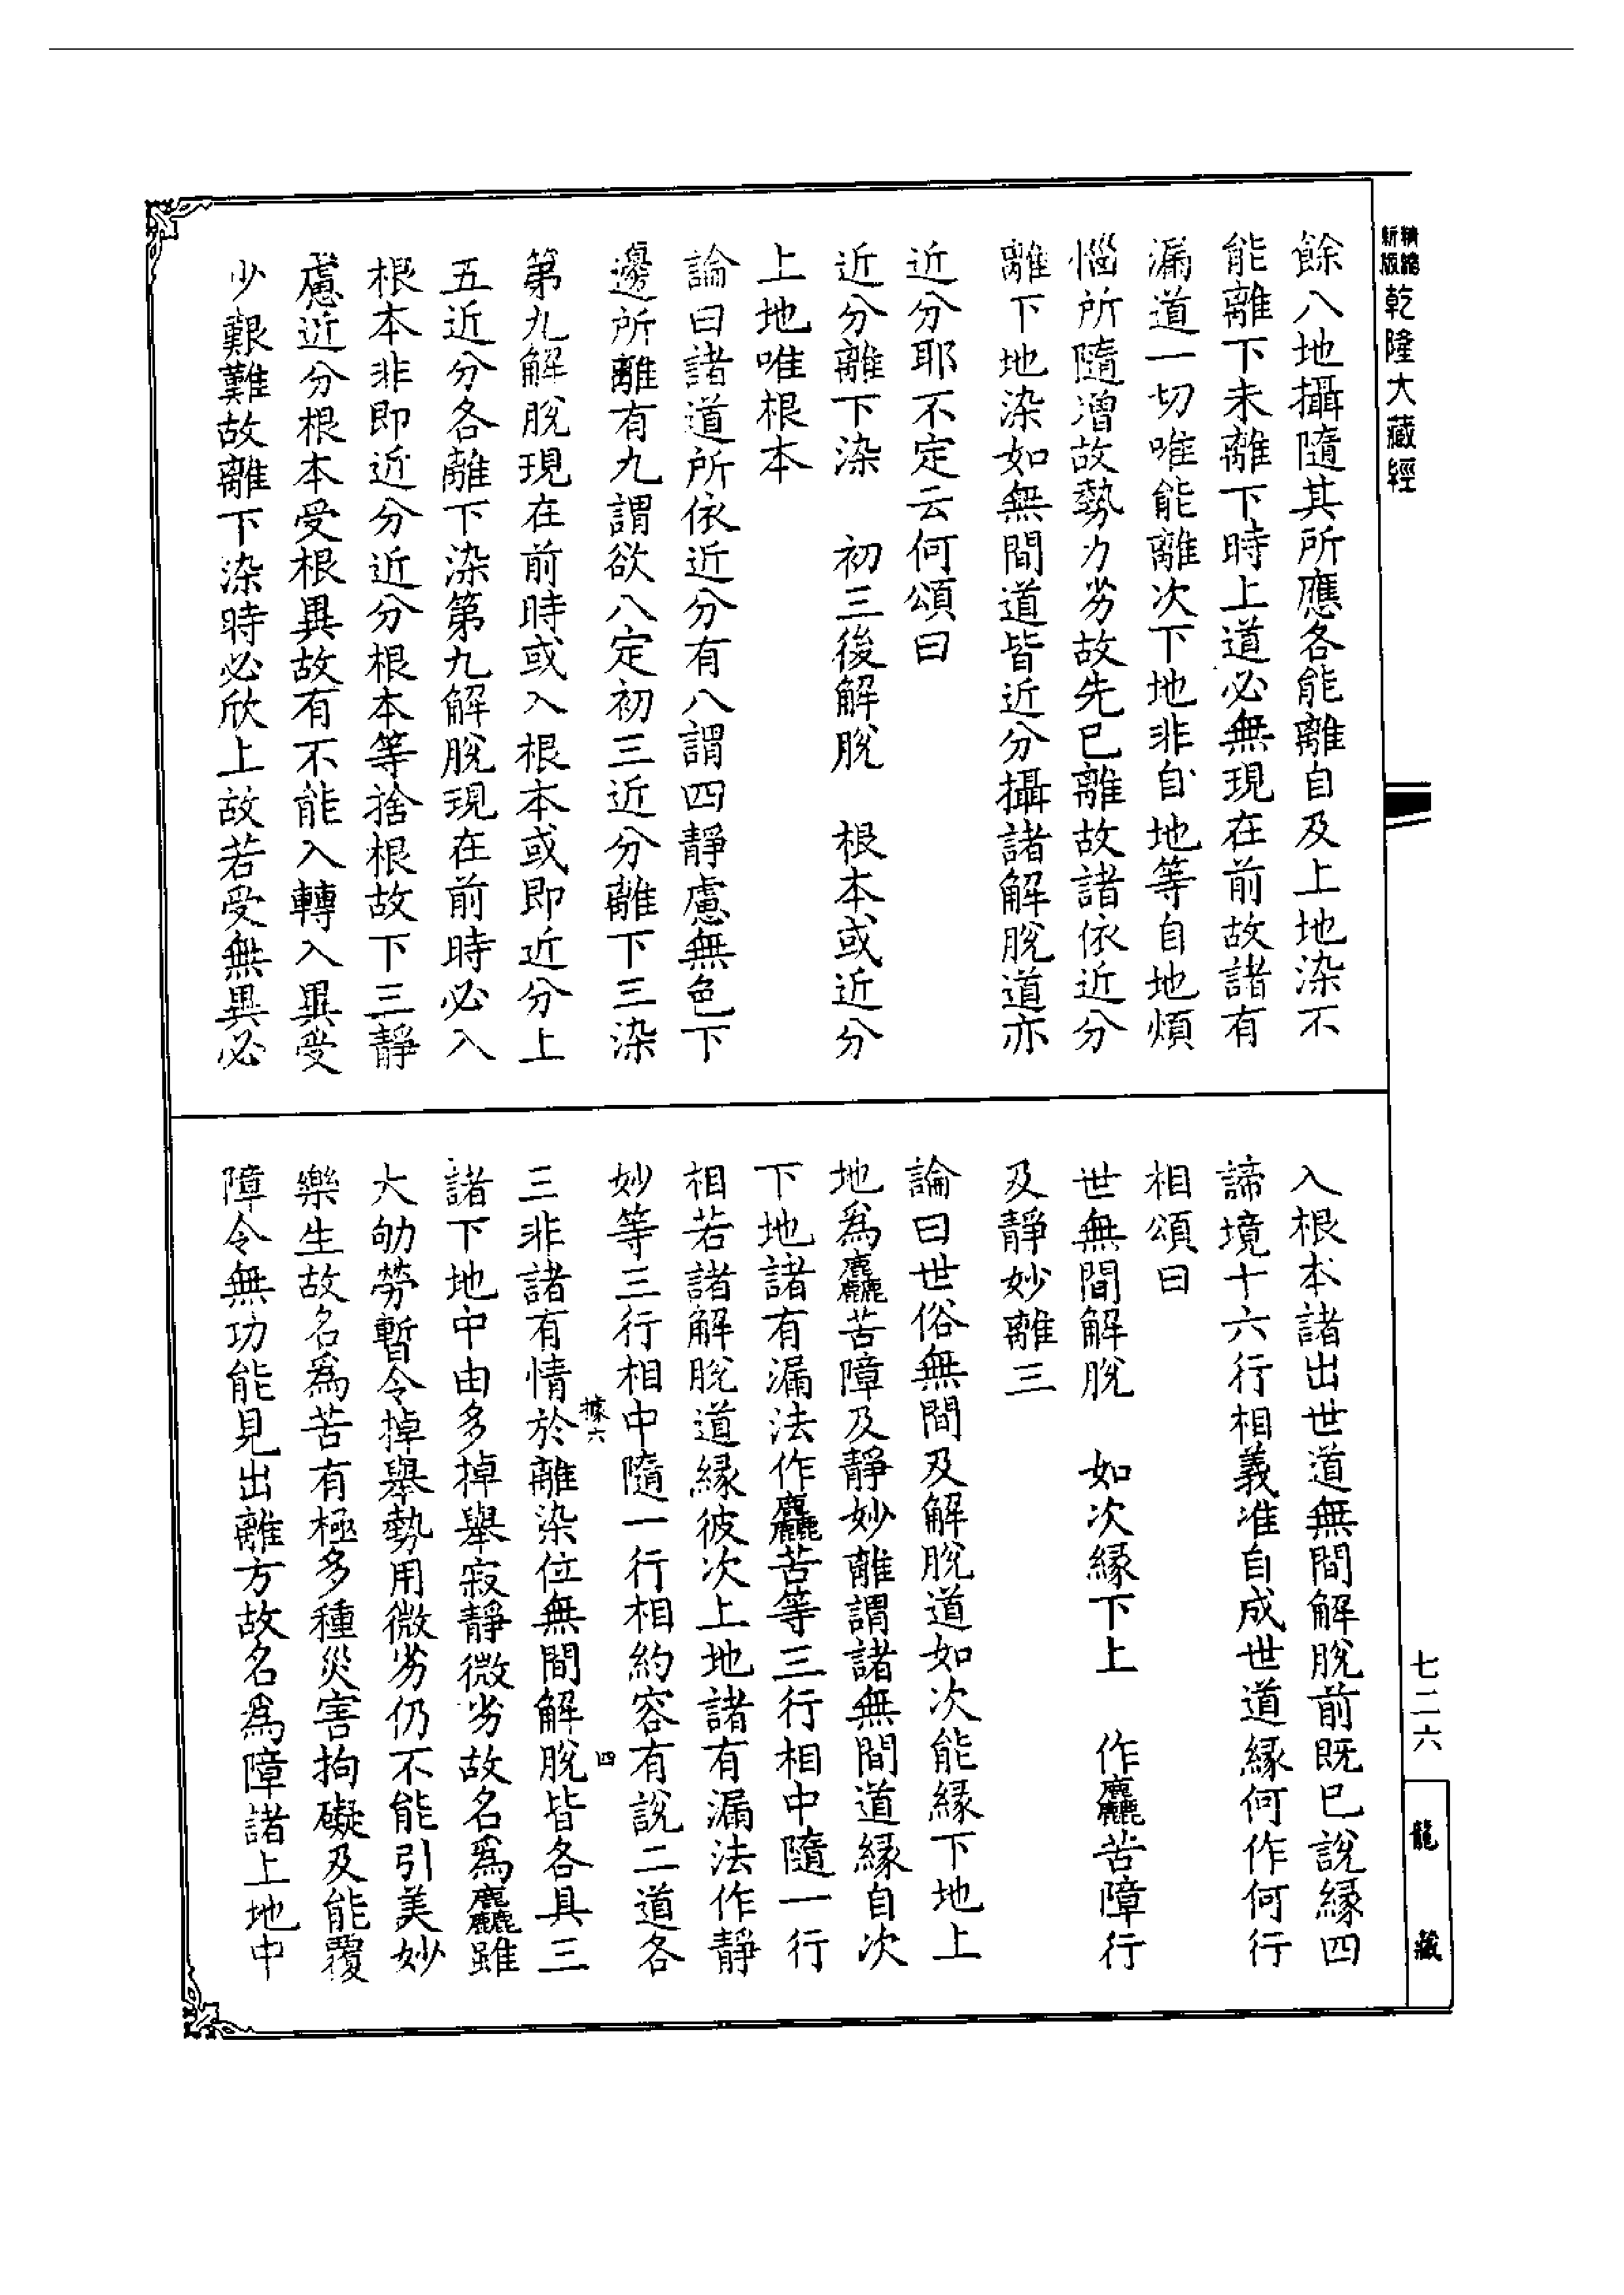 精縮新版乾隆大藏經
餘八地攝隨其所應各能離自及上地染不
能離下未離下時上道必無現在前故諸有
漏道一切唯能離次下地非自地等自地煩
惱所隨增故勢力劣故先已離故諸依近分
離下地染如無間道皆近分攝諸解脫道亦
近分耶不定云何頌曰
近分離下染　初三後解脫　根本或近分
上地唯根本
論曰諸道所依近分有八謂四靜慮無色下
邊所離有九謂欲八定初三近分離下三染
第九解脫現在前時或入根本或即近分上
五近分各離下染第九解脫現在前時必入
根本非即近分近分根本等捨根故下三靜
慮近分根本受根異故有不能入轉入異受
少艱難故離下染時必欣上故若受無異必
入根本諸出世道無間解脫前既已說緣四
諦境十六行相義准自成世道緣何作何行
相頌曰
世無間解脫　如次緣下上　作麤苦障行
及靜妙離三
論曰世俗無間及解脫道如次能緣下地上
地為麤苦障及靜妙離謂諸無間道緣自次
下地諸有漏法作麤苦等三行相中隨一行
相若諸解脫道緣彼次上地諸有漏法作靜
妙等三行相中隨一行相約容有說二道各
據六　四
三非諸有情於離染位無間解脫皆各具三
諸下地中由多掉舉寂靜微劣故名為麤雖
大劬勞暫令掉舉勢用微劣仍不能引美妙
樂生故名為苦有極多種災害拘礙及能覆
障令無功能見出離方故名為障諸上地中
七二六
龍藏